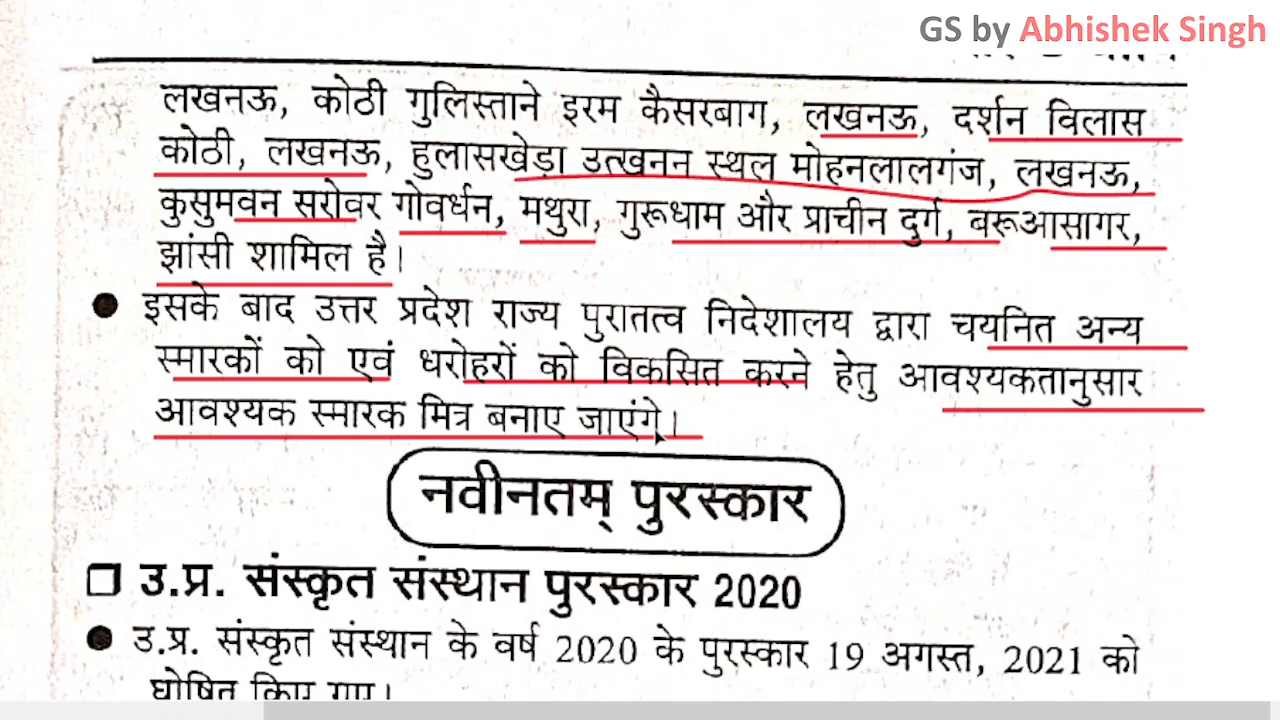 GS by Abhishek Singh
लखनऊ, कोठी गुलिस्ताने इरम कैसरबाग, लखनऊ, दर्शन विलास
कोठी, लखनऊ, हुलासखेड़ा उत्खनन स्थल मोहनलालगंज, लखनऊ,
कुसुमवन सरोवर गोवर्धन, मथुरा, गुरूधाम और प्राचीन दुर्ग, बरूआसागर,
झांसी शामिल है।
● इसके बाद उत्तर प्रदेश राज्य पुरातत्व निदेशालय द्वारा चयनित अन्य
स्मारकों को एवं धरोहरों को विकसित करने हेतु आवश्यकतानुसार
आवश्यक स्मारक मित्र बनाए जाएंगे।
नवीनतम् पुरस्कार
❒ उ.प्र. संस्कृत संस्थान पुरस्कार 2020
● उ.प्र. संस्कृत संस्थान के वर्ष 2020 के पुरस्कार 19 अगस्त, 2021 को
घोषित किए गए।